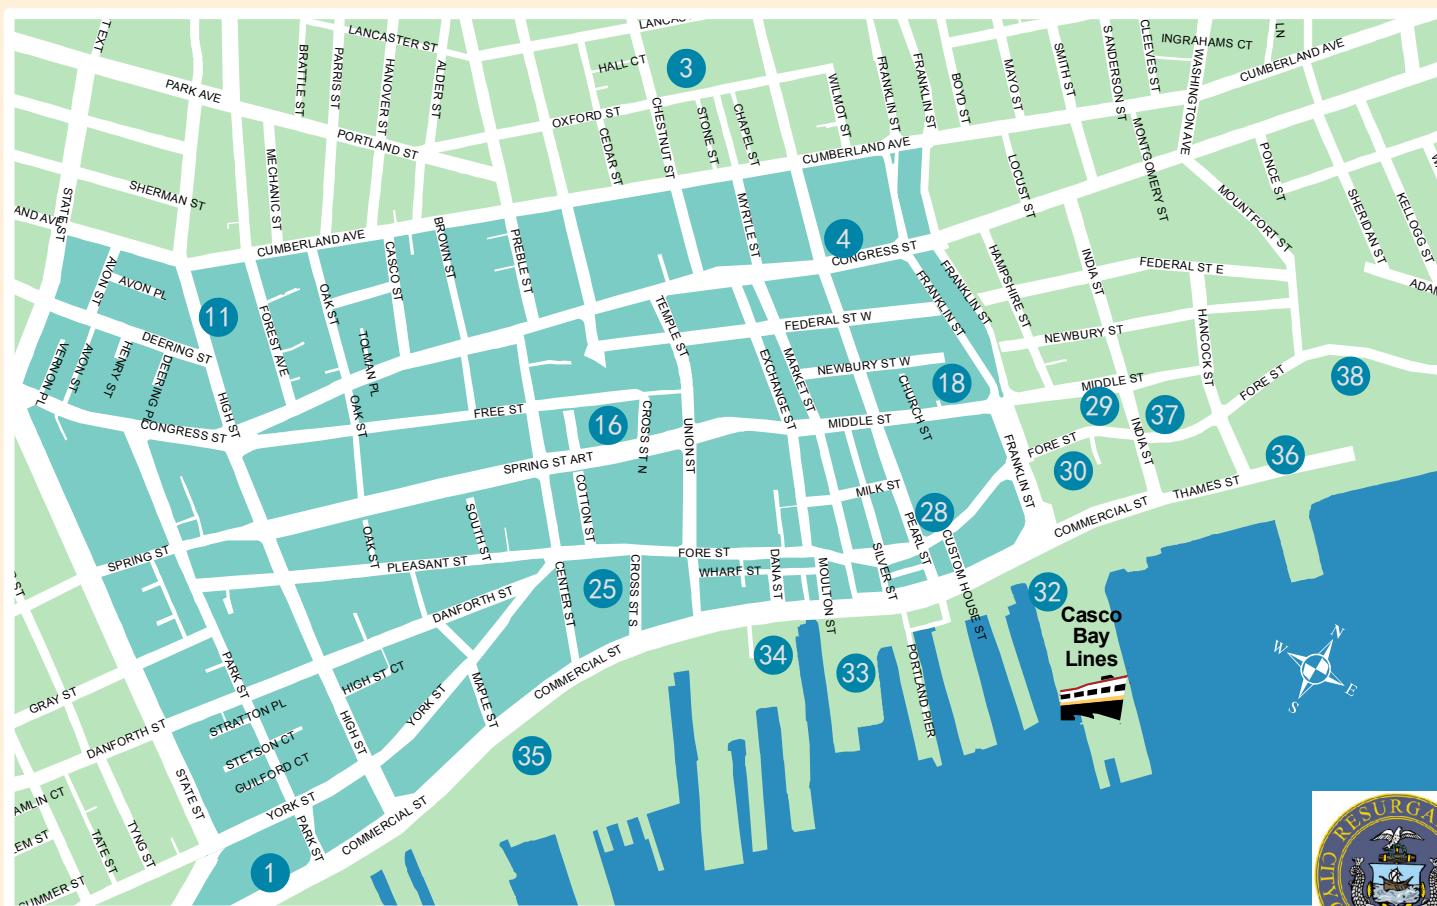 TEXT
LANCASTER ST
PARK AVE
BRATTLE ST
PARRIS ST
HANOVER ST
ALDER ST
PORTLAND ST
HALL CT
3
OXFORD ST
CEDAR ST
CHESTNUT ST
STONE ST
CHAPEL ST
WILMOT ST
FRANKLIN ST
FRANKLIN ST
BOYD ST
MAYO ST
SMITH ST
SANDERSON ST
CLEEVES ST
INGRAHAMS CT
LN
WASHINGTON AVE
CUMBERLAND AVE
CUMBERLAND AVE
MONTGOMERY ST
LOCUST ST
PONCE ST
MOUNTFORT ST
SHERIDAN ST
KELLOGG ST
SHERMAN ST
MECHANIC ST
STATE ST
AND AVE
CUMBERLAND AVE
CASCO ST
BROWN ST
PREBLE ST
MYRTLE ST
4
CONGRESS ST
AVON ST
AVON PL
11
FOREST AVE
OAK ST
TOLMAN PL
TEMPLE ST
FEDERAL ST W
FRANKLIN ST
FRANKLIN ST
HAMPSHIRE ST
INDIA ST
FEDERAL ST E
NEWBURY ST
HANCOCK ST
DEERING ST
VERNON PL
AVON ST
HENRY ST
DEERING PL
HIGH ST
CONGRESS ST
OAK ST
FREE ST
16
CROSS ST N
UNION ST
EXCHANGE ST
MARKET ST
NEWBURY ST W
CHURCH ST
18
MIDDLE ST
MIDDLE ST
29
37
FORE ST
38
FORE ST
30
INDIA ST
36
THAMES ST
FRANKLIN ST
COMMERCIAL ST
SPRING ST ART
COTTON ST
MILK ST
28
PEARL ST
CUSTOM HOUSE ST
SPRING ST
OAK ST
SOUTH ST
PLEASANT ST
FORE ST
WHARF ST
DANA ST
MOULTON ST
SILVER ST
DANFORTH ST
CENTER ST
25
CROSS ST S
COMMERCIAL ST
34
33
PORTLAND PIER
32
Casco
Bay
Lines
N
W
E
S
GRAY ST
DANFORTH ST
PARK ST
STRATTON PL
STETSON CT
GUILFORD CT
HIGH ST CT
HIGH ST
YORK ST
MAPLE ST
35
STATE ST
YORK ST
PARK ST
COMMERCIAL ST
1
AMLIN CT
LEM ST
TATE ST
TYNG ST
SUMMER ST